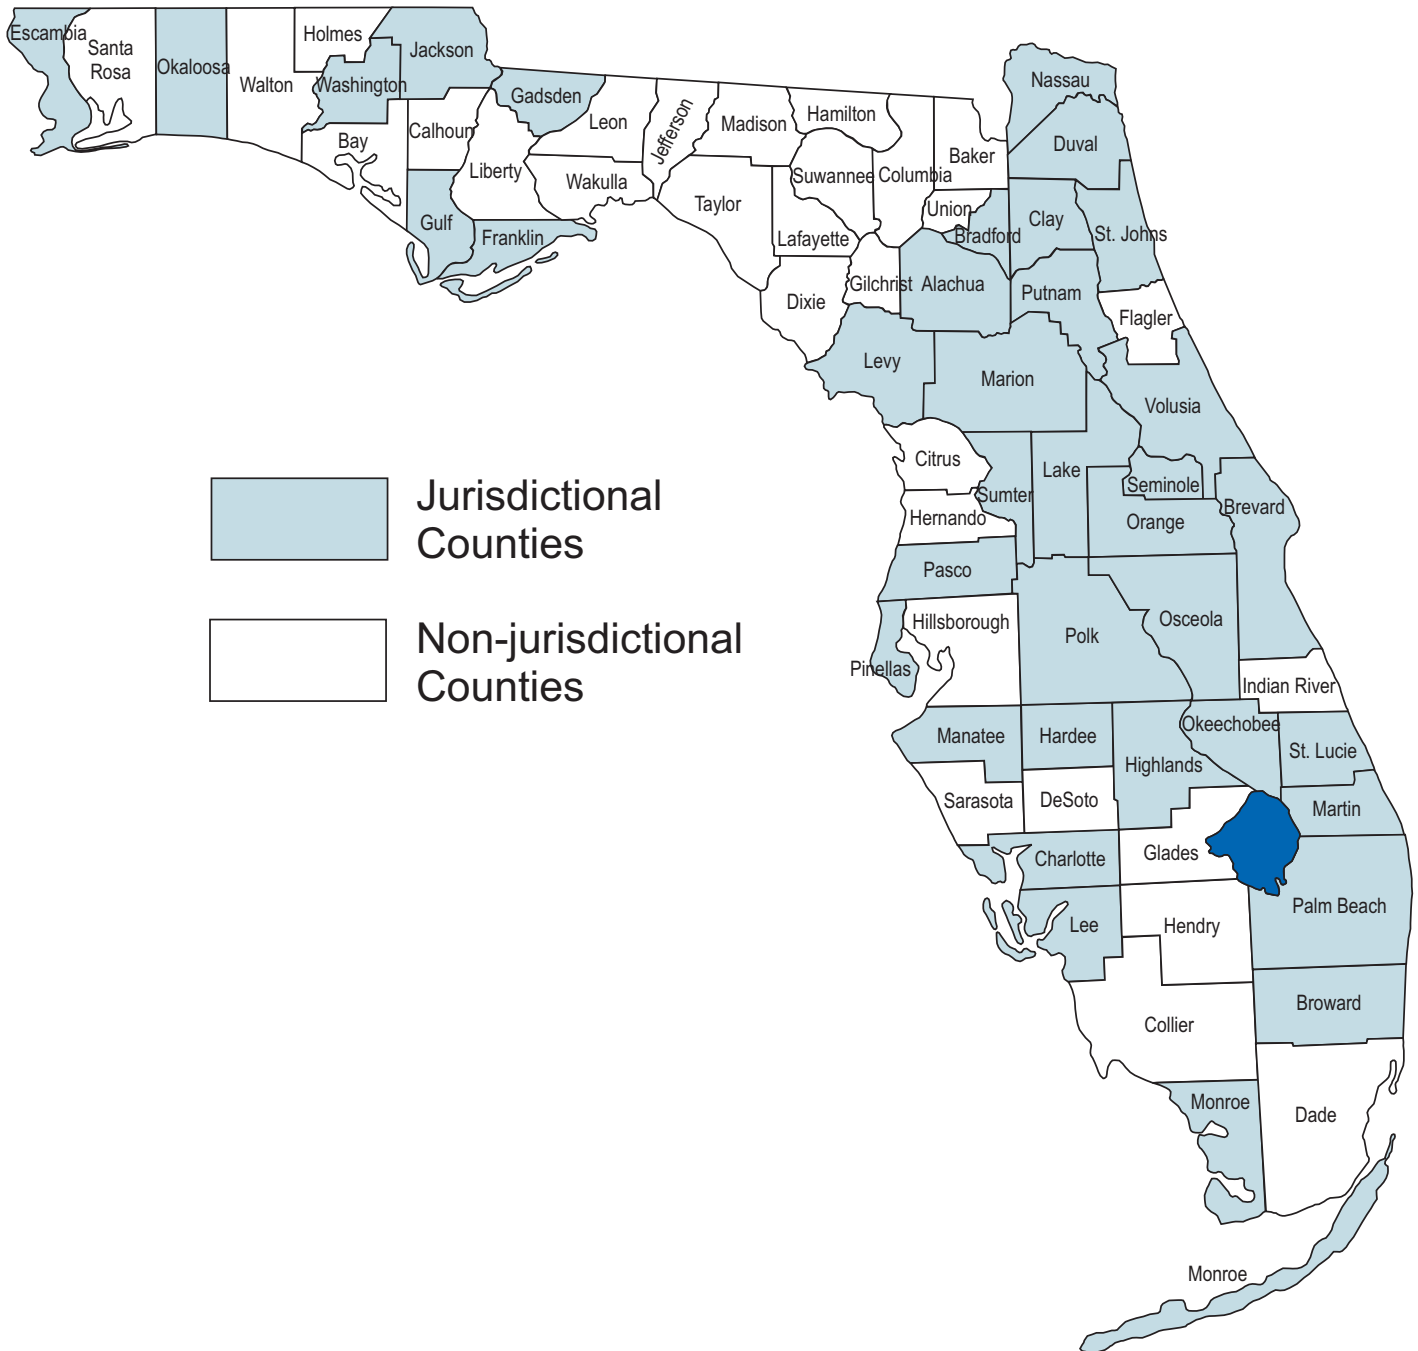 Escambia
Santa
Rosa
Okaloosa
Walton
Holmes
Washington
Jackson
Bay
Calhoun
Gulf
Liberty
Gadsden
Franklin
Leon
Wakulla
Jefferson
Madison
Taylor
Hamilton
Suwannee
Lafayette
Dixie
Columbia
Gilchrist
Baker
Union
Bradford
Alachua
Nassau
Duval
Clay
St. Johns
Putnam
Flagler
Levy
Marion
Volusia
Citrus
Sumter
Lake
Seminole
Hernando
Orange
Brevard
Pasco
Hillsborough
Pinellas
Polk
Osceola
Indian River
Manatee
Hardee
Highlands
Okeechobee
St. Lucie
Sarasota
DeSoto
Martin
Charlotte
Glades
Lee
Hendry
Palm Beach
Collier
Broward
Monroe
Dade
Monroe
Jurisdictional
Counties
Non-jurisdictional
Counties